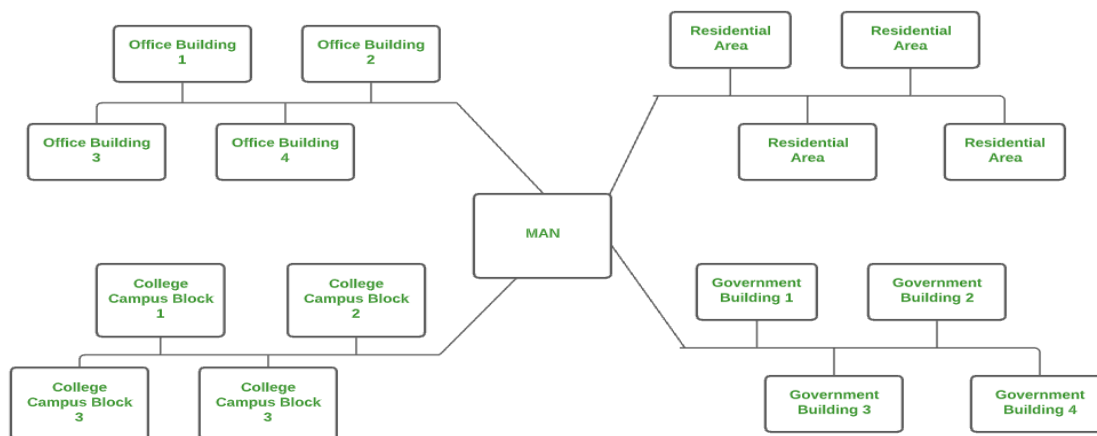 Office Building
1
Office Building
2
Office Building
3
Office Building
4
Residential
Area
Residential
Area
Residential
Area
Residential
Area
MAN
College
Campus Block
1
College
Campus Block
2
College
Campus Block
3
College
Campus Block
3
Government
Building 1
Government
Building 2
Government
Building 3
Government
Building 4